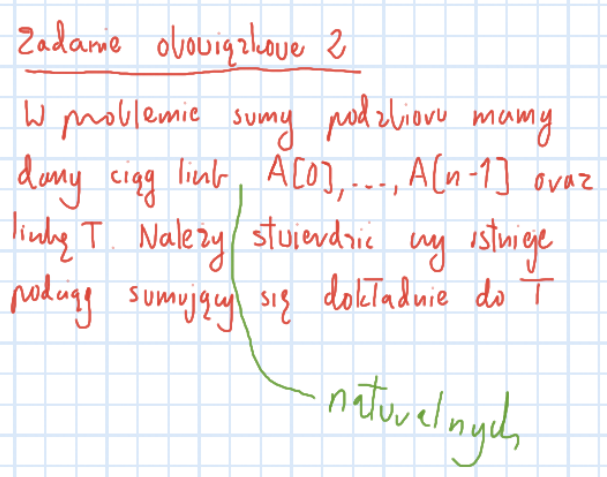 Zadanie obowiązkowe 2
W problemie sumy podzbioru mamy
dany ciąg liczb A[0], ..., A[n-1] oraz
liczbę T. Należy stwierdzić czy istnieje
podciąg sumujący się dokładnie do T
naturalnych